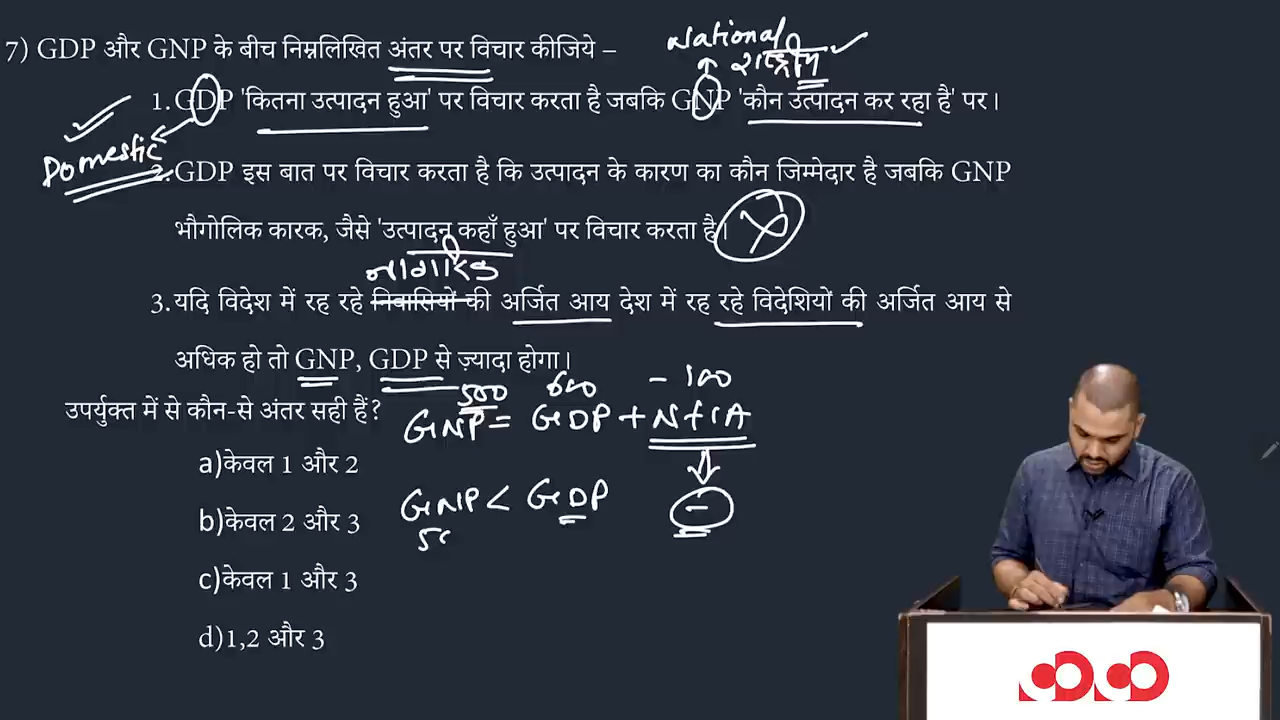 7) GDP और GNP के बीच निम्नलिखित अंतर पर विचार कीजिये –
National
राष्ट्रीय
1. GDP 'कितना उत्पादन हुआ' पर विचार करता है जबकि GNP 'कौन उत्पादन कर रहा है' पर।
Domestic
2. GDP इस बात पर विचार करता है कि उत्पादन के कारण का कौन जिम्मेदार है जबकि GNP
भौगोलिक कारक, जैसे 'उत्पादन कहाँ हुआ' पर विचार करता है।
नागरिक
3. यदि विदेश में रह रहे निवासियों की अर्जित आय देश में रह रहे विदेशियों की अर्जित आय से
अधिक हो तो GNP, GDP से ज़्यादा होगा।
500 600 - 100
उपर्युक्त में से कौन-से अंतर सही हैं?
GNP = GDP + NFIA
a)केवल 1 और 2
GNP < GDP
-
b)केवल 2 और 3
50
c)केवल 1 और 3
d)1,2 और 3